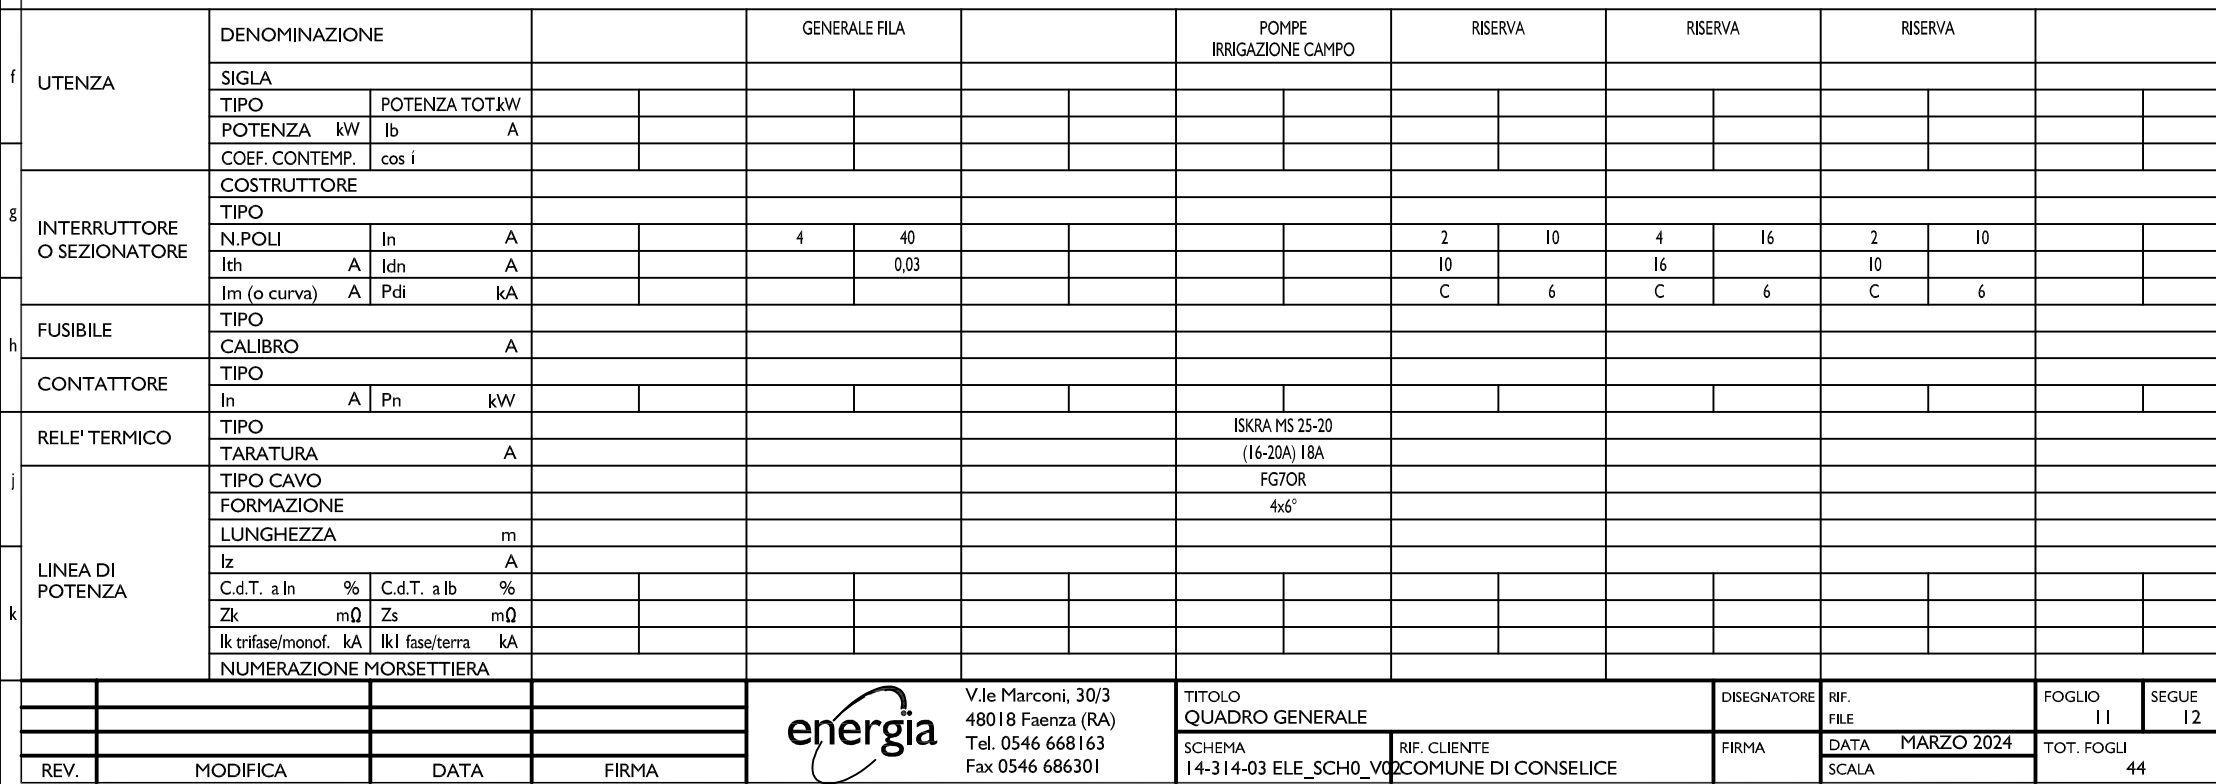 DENOMINAZIONE GENERALE FILA POMPE IRRIGAZIONE CAMPO RISERVA RISERVA RISERVA
f UTENZA
SIGLA
TIPO POTENZA TOT.kW
POTENZA kW Ib A
COEF. CONTEMP. cos í
g INTERRUTTORE O SEZIONATORE
COSTRUTTORE
TIPO
N.POLI In A 4 40 2 10 4 16 2 10
Ith A Idn A 0,03 10 16 10
Im (o curva) A Pdi kA C 6 C 6 C 6
h FUSIBILE
TIPO
CALIBRO A
CONTATTORE
TIPO
In A Pn kW
RELE' TERMICO
TIPO ISKRA MS 25-20
TARATURA A (16-20A) 18A
j
TIPO CAVO FG7OR
FORMAZIONE 4x6°
LUNGHEZZA m
Iz A
k LINEA DI POTENZA
C.d.T. a In % C.d.T. a Ib %
Zk mΩ Zs mΩ
Ik trifase/monof. kA Ik1 fase/terra kA
NUMERAZIONE MORSETTIERA
REV. MODIFICA DATA FIRMA
energia
V.le Marconi, 30/3
48018 Faenza (RA)
Tel. 0546 668163
Fax 0546 686301
TITOLO
QUADRO GENERALE
SCHEMA
14-314-03 ELE_SCH0_V02
RIF. CLIENTE
COMUNE DI CONSELICE
DISEGNATORE
FIRMA
RIF.
FILE
DATA MARZO 2024
SCALA
FOGLIO
11
SEGUE
12
TOT. FOGLI
44